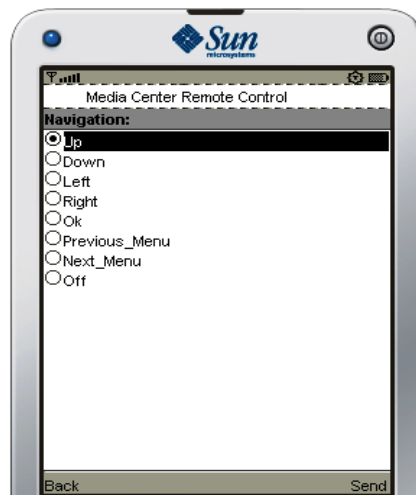 Sun
microsystems
Media Center Remote Control
Navigation:
Up
Down
Left
Right
Ok
Previous_Menu
Next_Menu
Off
Back
Send